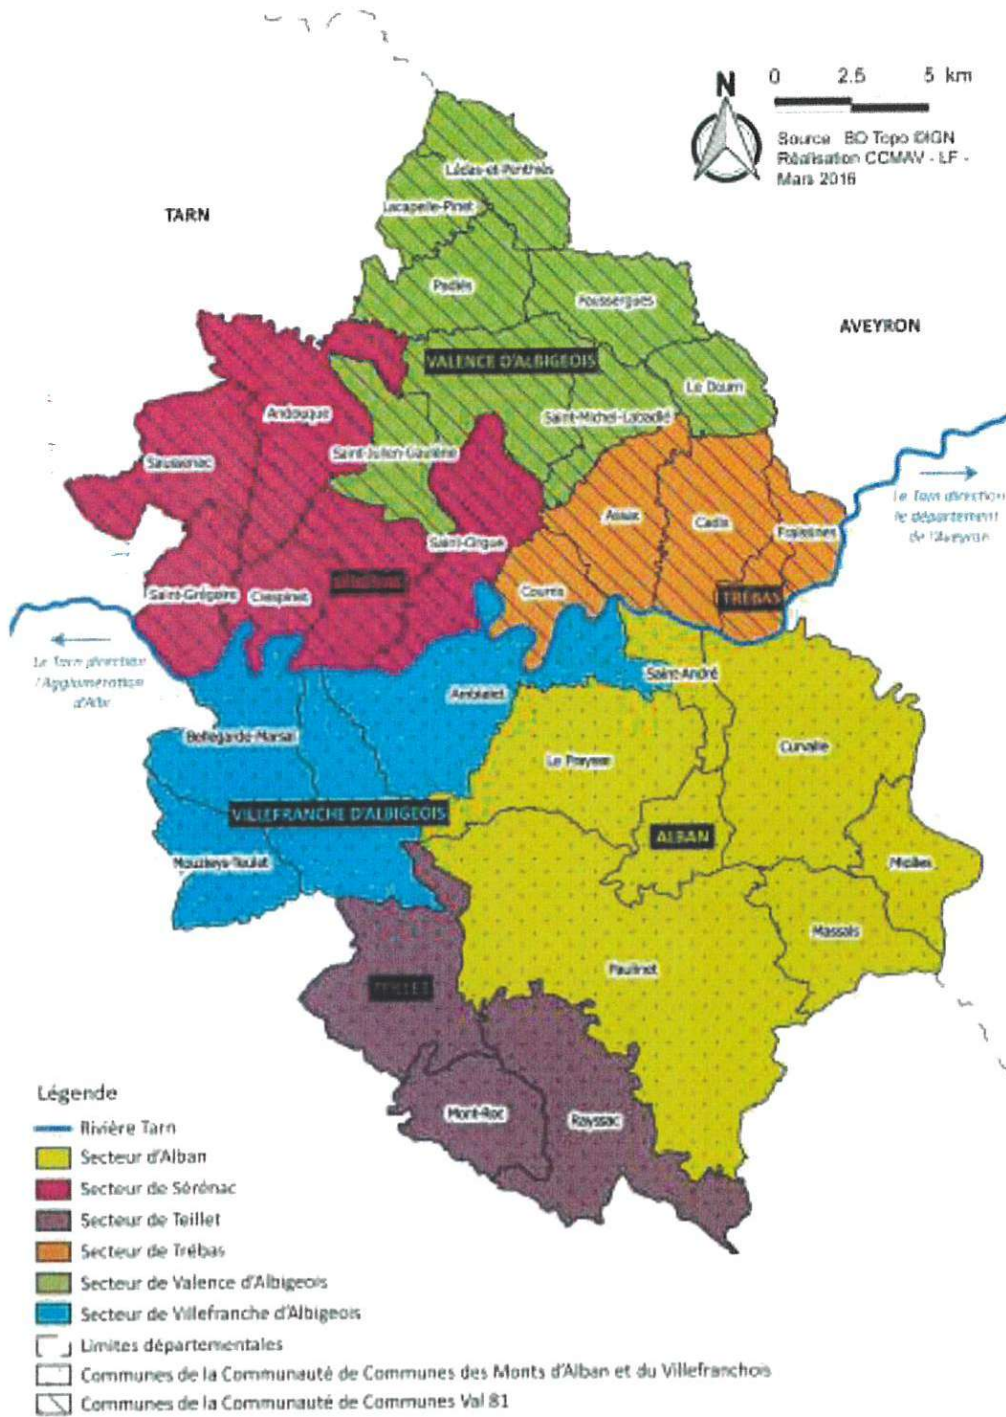 N
0 2.5 5 km
Source BD Topo ©IGN
Réalisation CCMAV - LF -
Mars 2016
TARN
AVEYRON
Lédas-et-Penthiès
Lacapelle-Pinet
Padiès
Faussergues
VALENCE D'ALBIGEOIS
Le Dourn
Andouque
Saint-Michel-Labadié
Saint-Julien-Gaulène
Saussenac
Le Tarn direction
le département
de l'Aveyron
Assac
Cadix
Fraissines
Saint-Cirgue
Saint-Grégoire
Crespinet
Courris
TRÉBAS
Le Tarn direction
l'Agglomération
d'Albi
Saint-André
Ambialet
Bellegarde-Marsal
Curvalle
Le Fraysse
VILLEFRANCHE D'ALBIGEOIS
ALBAN
Mouzieys-Teulet
Miolles
Massals
Paulinet
TEILLET
Mont-Roc
Rayssac
Légende
Rivière Tarn
Secteur d'Alban
Secteur de Sérénac
Secteur de Teillet
Secteur de Trébas
Secteur de Valence d'Albigeois
Secteur de Villefranche d'Albigeois
Limites départementales
Communes de la Communauté de Communes des Monts d'Alban et du Villefranchois
Communes de la Communauté de Communes Val 81